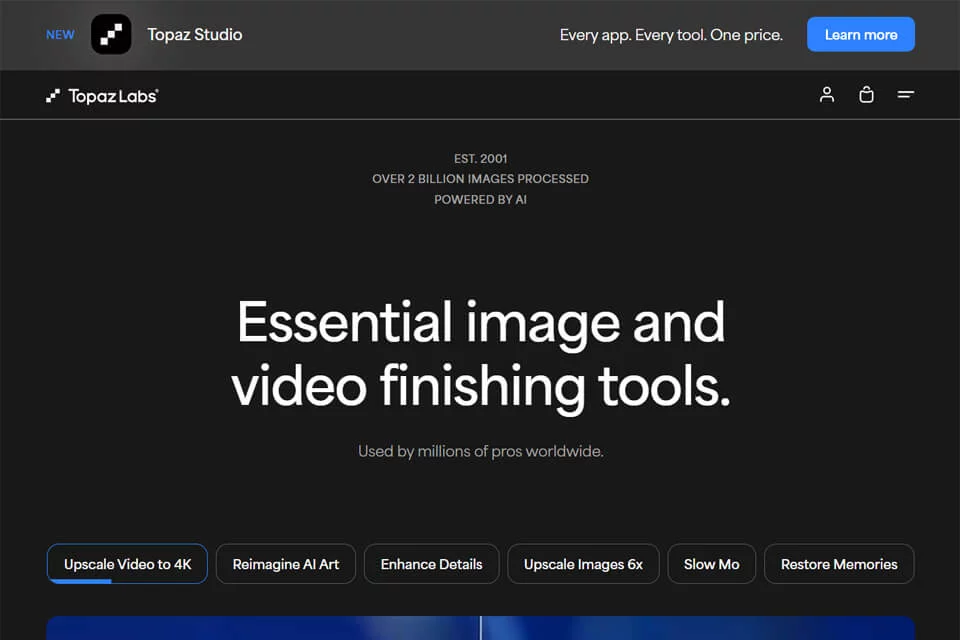 NEW
Topaz Studio
Every app. Every tool. One price.
Learn more
Topaz Labs®
EST. 2001
OVER 2 BILLION IMAGES PROCESSED
POWERED BY AI
Essential image and
video finishing tools.
Used by millions of pros worldwide.
Upscale Video to 4K
Reimagine AI Art
Enhance Details
Upscale Images 6x
Slow Mo
Restore Memories